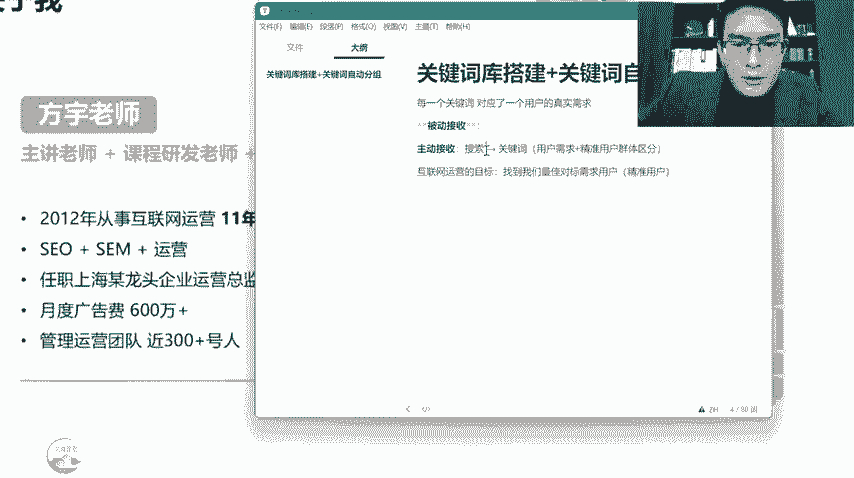 于我
方宇老师
主讲老师 + 课程研发老师 +
• 2012年从事互联网运营 11年
• SEO + SEM + 运营
• 任职上海某龙头企业运营总监
• 月度广告费 600万+
• 管理运营团队 近300+号人
文件(F) 编辑(E) 段落(P) 格式(O) 视图(V) 主题(T) 帮助(H)
文件 大纲
关键词库搭建+关键词自动分组
关键词库搭建+关键词自
每一个关键词 对应了一个用户的真实需求
**被动接收**:
主动接收: 搜索 → 关键词 (用户需求+精准用户群体区分)
互联网运营的目标: 找到我们最佳对标需求用户 (精准用户)
ZH 4 / 80 词